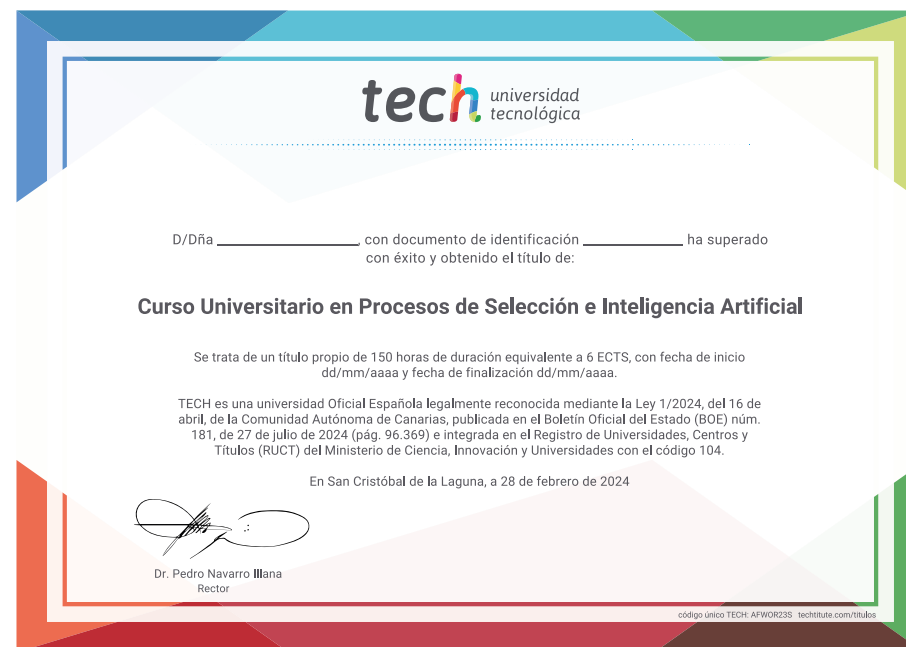 tech universidad
tecnológica
D/Dña ____________________, con documento de identificación ______________ ha superado
con éxito y obtenido el título de:
Curso Universitario en Procesos de Selección e Inteligencia Artificial
Se trata de un título propio de 150 horas de duración equivalente a 6 ECTS, con fecha de inicio
dd/mm/aaaa y fecha de finalización dd/mm/aaaa.
TECH es una universidad Oficial Española legalmente reconocida mediante la Ley 1/2024, del 16 de
abril, de la Comunidad Autónoma de Canarias, publicada en el Boletín Oficial del Estado (BOE) núm.
181, de 27 de julio de 2024 (pág. 96.369) e integrada en el Registro de Universidades, Centros y
Títulos (RUCT) del Ministerio de Ciencia, Innovación y Universidades con el código 104.
En San Cristóbal de la Laguna, a 28 de febrero de 2024
Dr. Pedro Navarro Illana
Rector
código único TECH: AFWOR23S techtitute.com/titulos